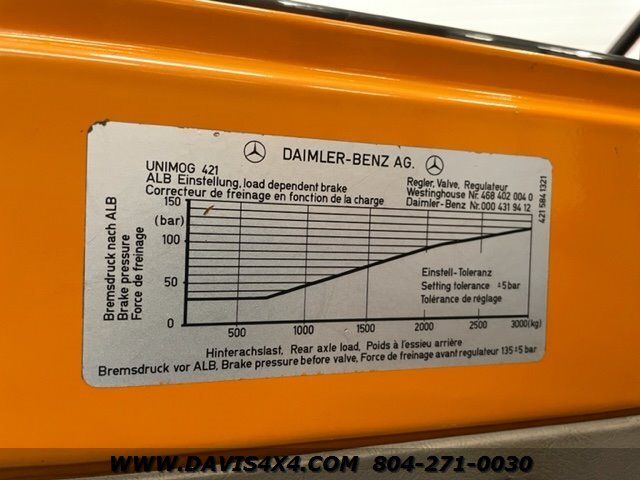 DAIMLER-BENZ AG.
UNIMOG 421
ALB Einstellung, load dependent brake
Correcteur de freinage en fonction de la charge
Regler, Valve, Regulateur
Westinghouse Nr. 468 402 004 0
Daimler-Benz Nr. 000 431 94 12
421 584 1321
Bremsdruck nach ALB
Brake pressure
Force de freinage
150
(bar)
100
50
0
Einstell-Toleranz
Setting tolerance ±5 bar
Tolérance de réglage
500 1000 1500 2000 2500 3000 (kg)
Hinterachslast, Rear axle load, Poids à l'essieu arrière
Bremsdruck vor ALB, Brake pressure before valve, Force de freinage avant regulateur 135 ±5 bar
WWW.DAVIS4X4.COM 804-271-0030